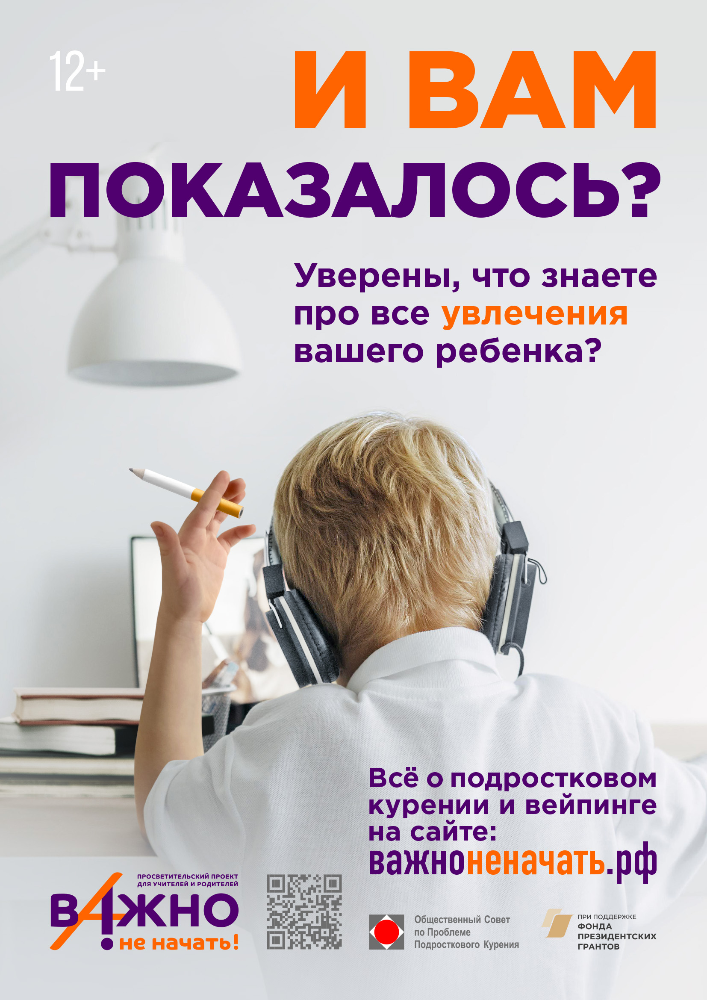 12+
И ВАМ
ПОКАЗАЛОСЬ?
Уверены, что знаете
про все увлечения
вашего ребенка?
Всё о подростковом
курении и вейпинге
на сайте:
важноненачать.рф
ПРОСВЕТИТЕЛЬСКИЙ ПРОЕКТ
ДЛЯ УЧИТЕЛЕЙ И РОДИТЕЛЕЙ
ВАЖНО
не начать!
Общественный Совет
по Проблеме
Подросткового Курения
ПРИ ПОДДЕРЖКЕ
ФОНДА
ПРЕЗИДЕНТСКИХ
ГРАНТОВ